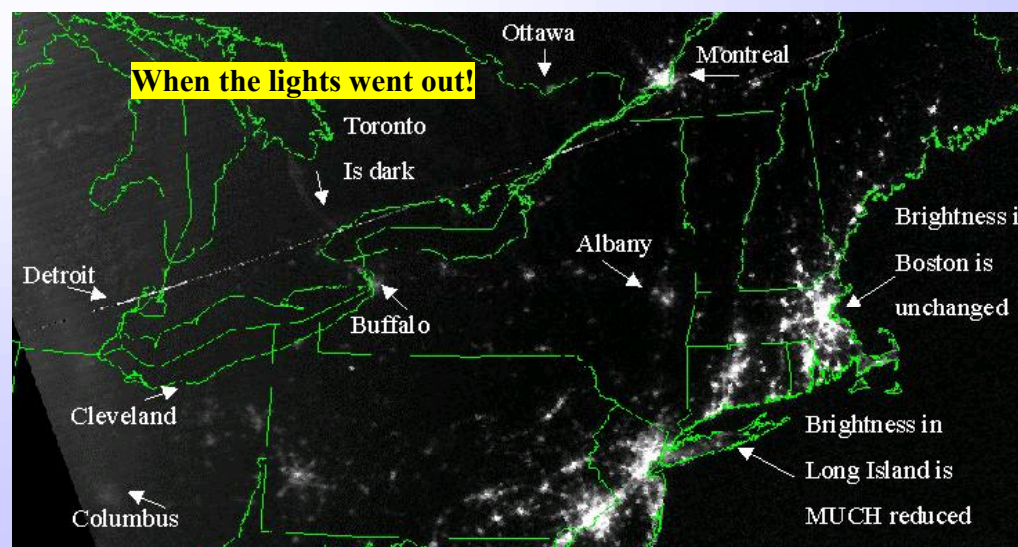 Ottawa
Montreal
When the lights went out!
Toronto
Is dark
Brightness i
Albany
Boston is
Detroit
unchanged
Buffalo
Cleveland
Brightness in
Long Island is
Columbus
MUCH reduced